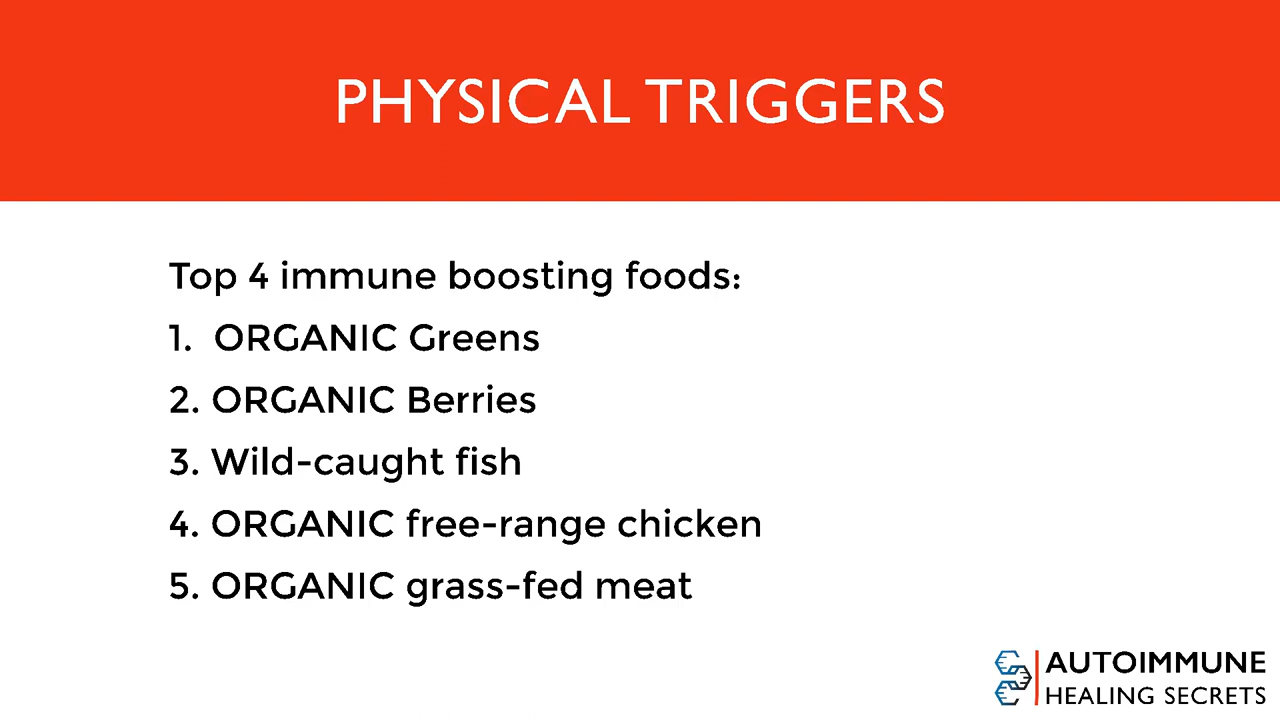 PHYSICAL TRIGGERS
Top 4 immune boosting foods:
1. ORGANIC Greens
2. ORGANIC Berries
3. Wild-caught fish
4. ORGANIC free-range chicken
5. ORGANIC grass-fed meat
AUTOIMMUNE
HEALING SECRETS